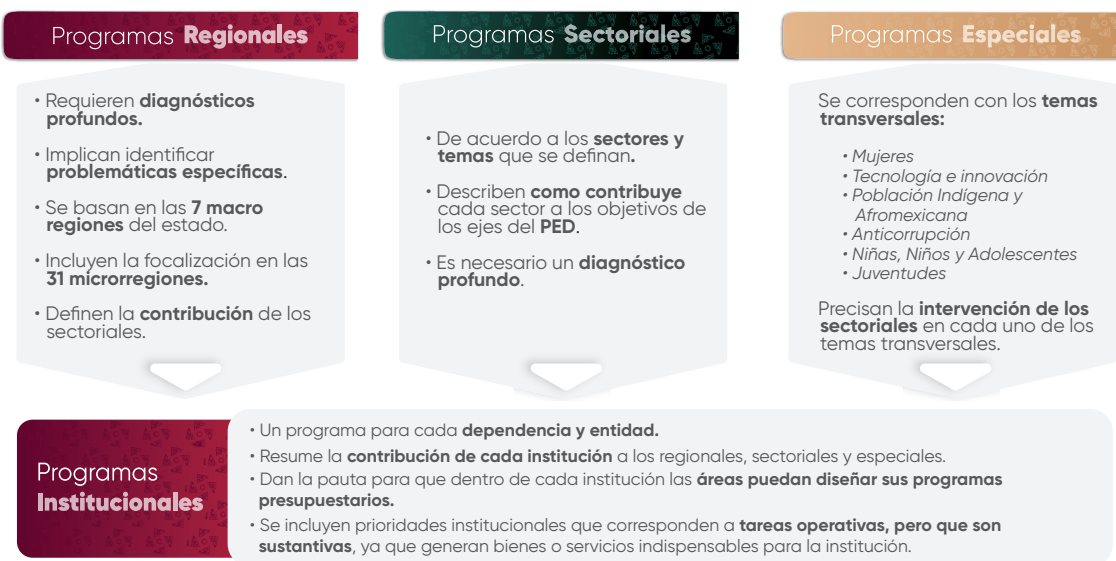 Programas Regionales
• Requieren diagnósticos
profundos.
• Implican identificar
problemáticas específicas.
• Se basan en las 7 macro
regiones del estado.
• Incluyen la focalización en las
31 microrregiones.
• Definen la contribución de los
sectoriales.
Programas Sectoriales
• De acuerdo a los sectores y
temas que se definan.
• Describen como contribuye
cada sector a los objetivos de
los ejes del PED.
• Es necesario un diagnóstico
profundo.
Programas Especiales
Se corresponden con los temas
transversales:
• Mujeres
• Tecnología e innovación
• Población Indígena y
Afromexicana
• Anticorrupción
• Niñas, Niños y Adolescentes
• Juventudes
Precisan la intervención de los
sectoriales en cada uno de los
temas transversales.
Programas
Institucionales
• Un programa para cada dependencia y entidad.
• Resume la contribución de cada institución a los regionales, sectoriales y especiales.
• Dan la pauta para que dentro de cada institución las áreas puedan diseñar sus programas
presupuestarios.
• Se incluyen prioridades institucionales que corresponden a tareas operativas, pero que son
sustantivas, ya que generan bienes o servicios indispensables para la institución.